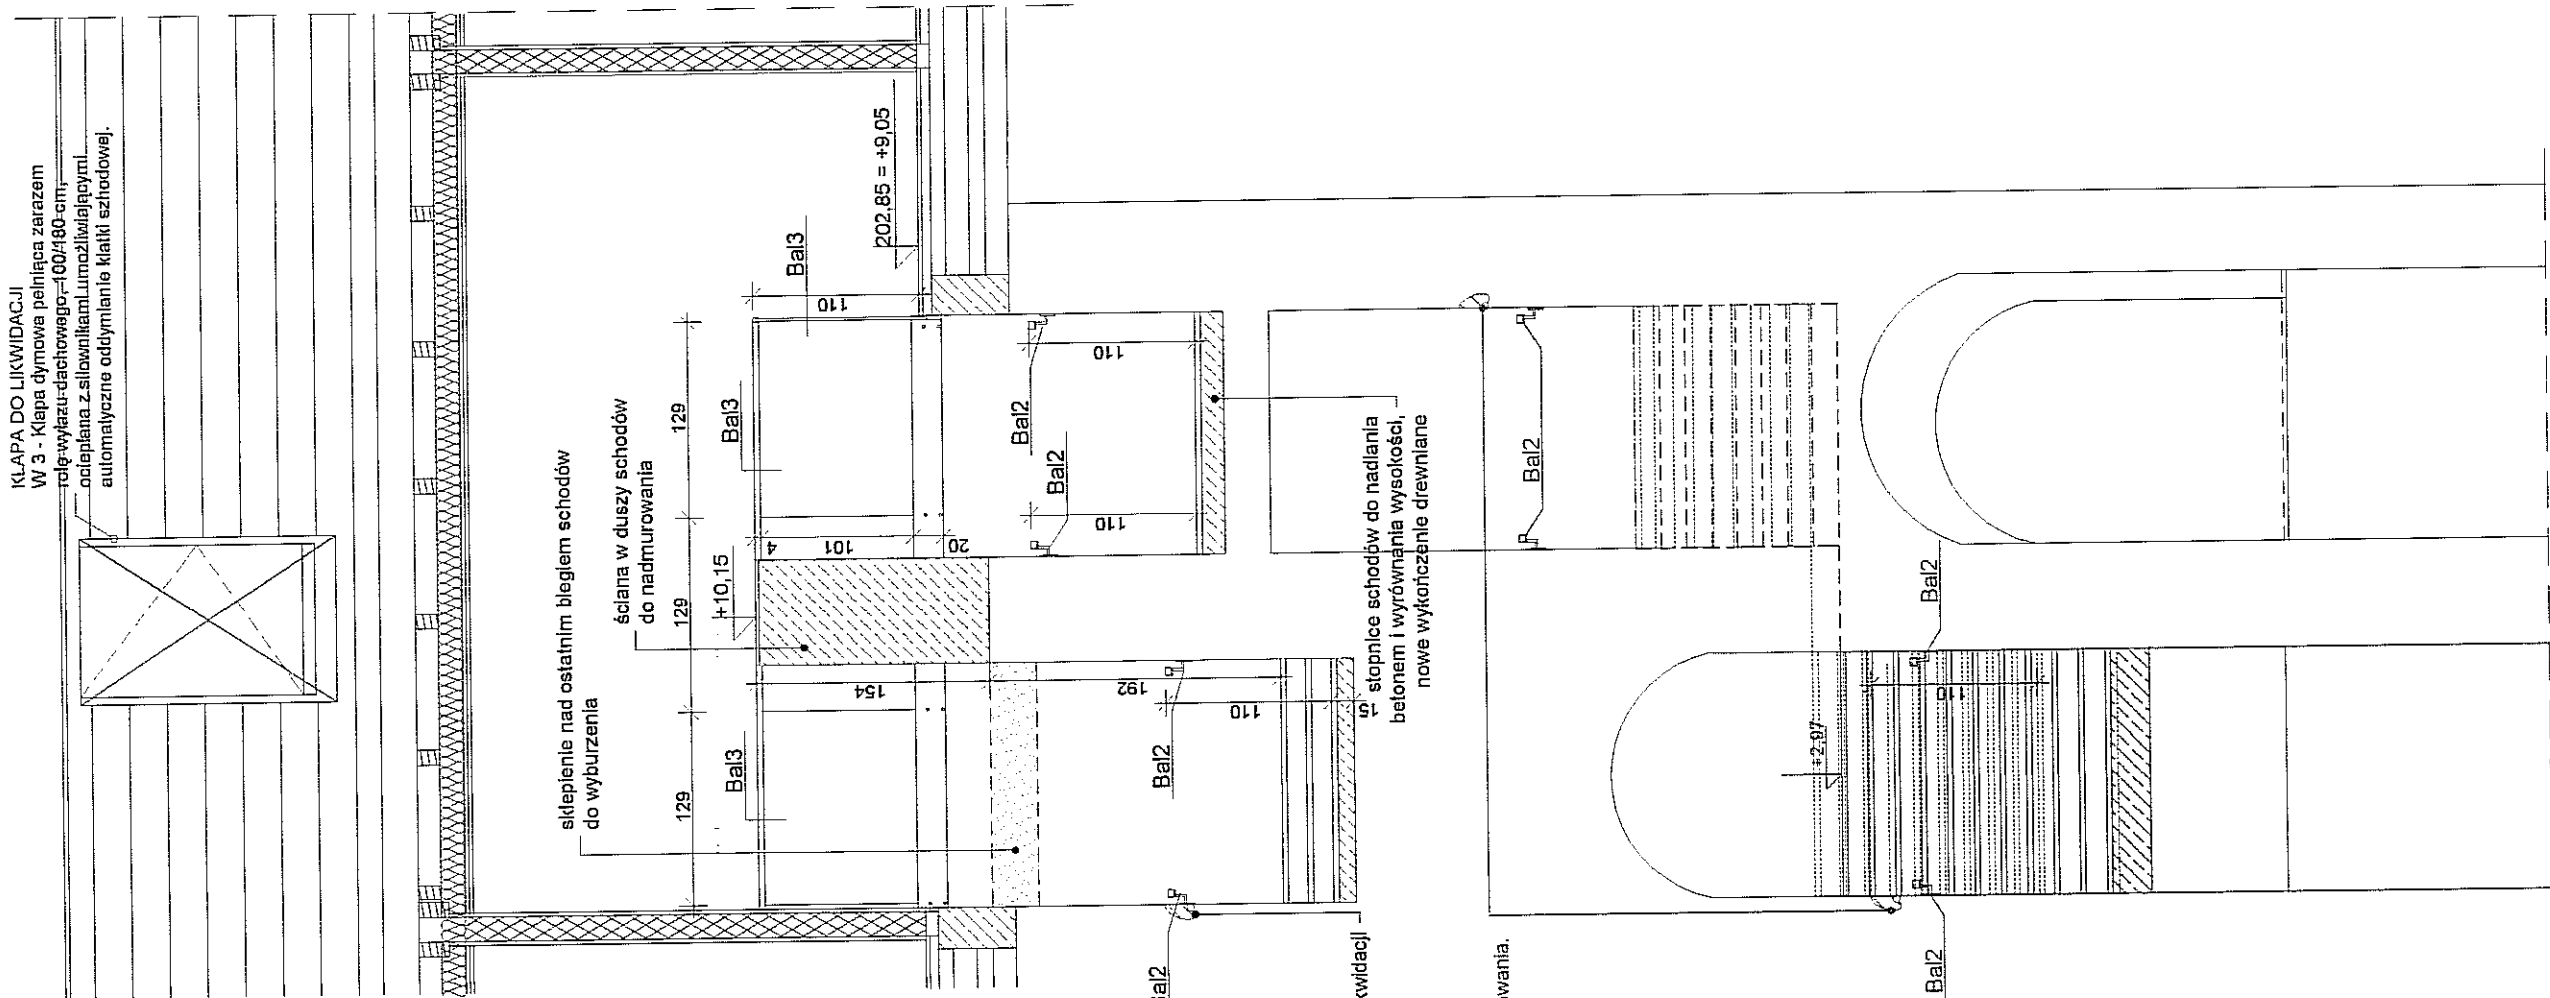 KLAPA DO LIKWIDACJI
W 3 - Klapa dymowa pełniąca zarazem
rolę wyłazu dachowego, 100/180 cm,
ocieplana z siłownikami umożliwiającymi
automatyczne oddymianie klatki szhodowej.
sklepienie nad ostatnim biegiem schodów
do wyburzenia
ściana w duszy schodów
do nadmurowania
129
129
129
Bal3
Bal3
Bal3
+10,15
110
202,85 = +9,05
4
101
20
154
192
Bal2
Bal2
110
110
Bal2
110
15
Bal2
stopnice schodów do nadlania
betonem i wyrównania wysokości,
nowe wykończenie drewniane
kwidacji
owania.
Bal2
+2,97
110
Bal2
Bal2